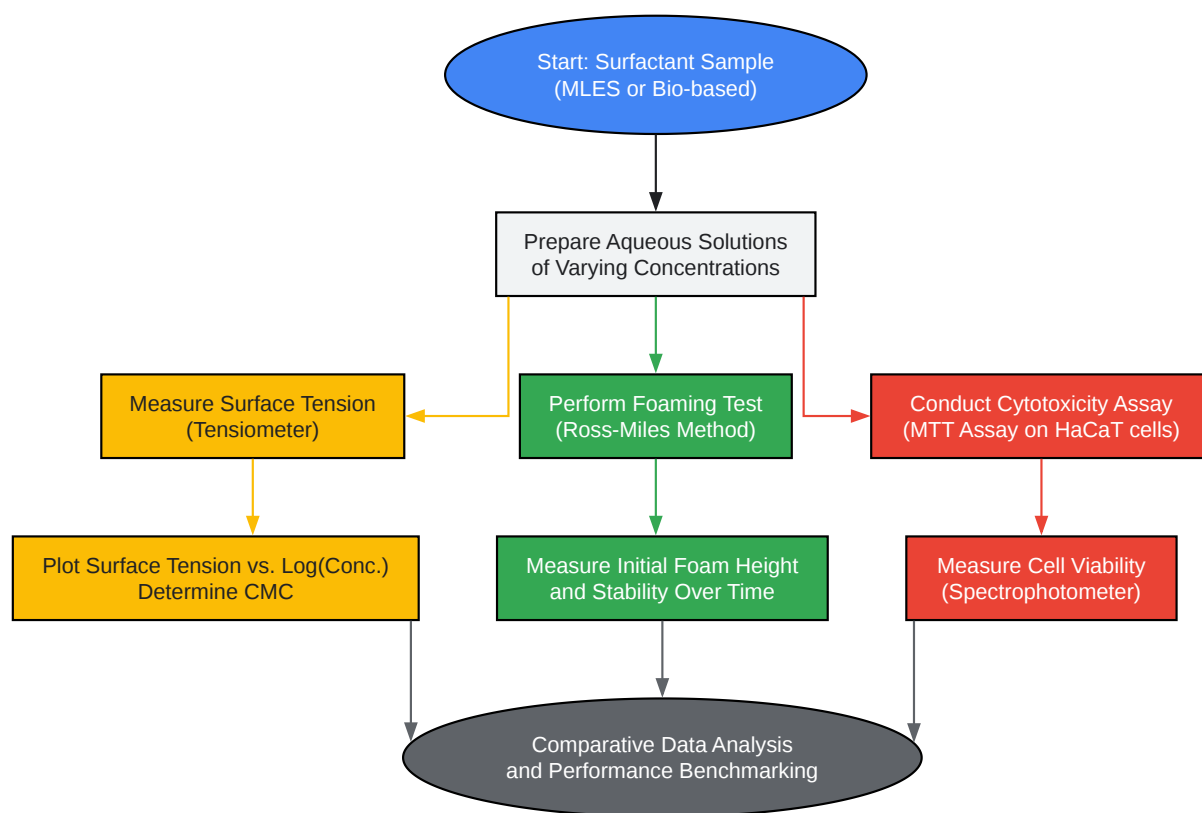 Start: Surfactant Sample
(MLES or Bio-based)
Prepare Aqueous Solutions
of Varying Concentrations
Measure Surface Tension
(Tensiometer)
Perform Foaming Test
(Ross-Miles Method)
Conduct Cytotoxicity Assay
(MTT Assay on HaCaT cells)
Plot Surface Tension vs. Log(Conc.)
Determine CMC
Measure Initial Foam Height
and Stability Over Time
Measure Cell Viability
(Spectrophotometer)
Comparative Data Analysis
and Performance Benchmarking